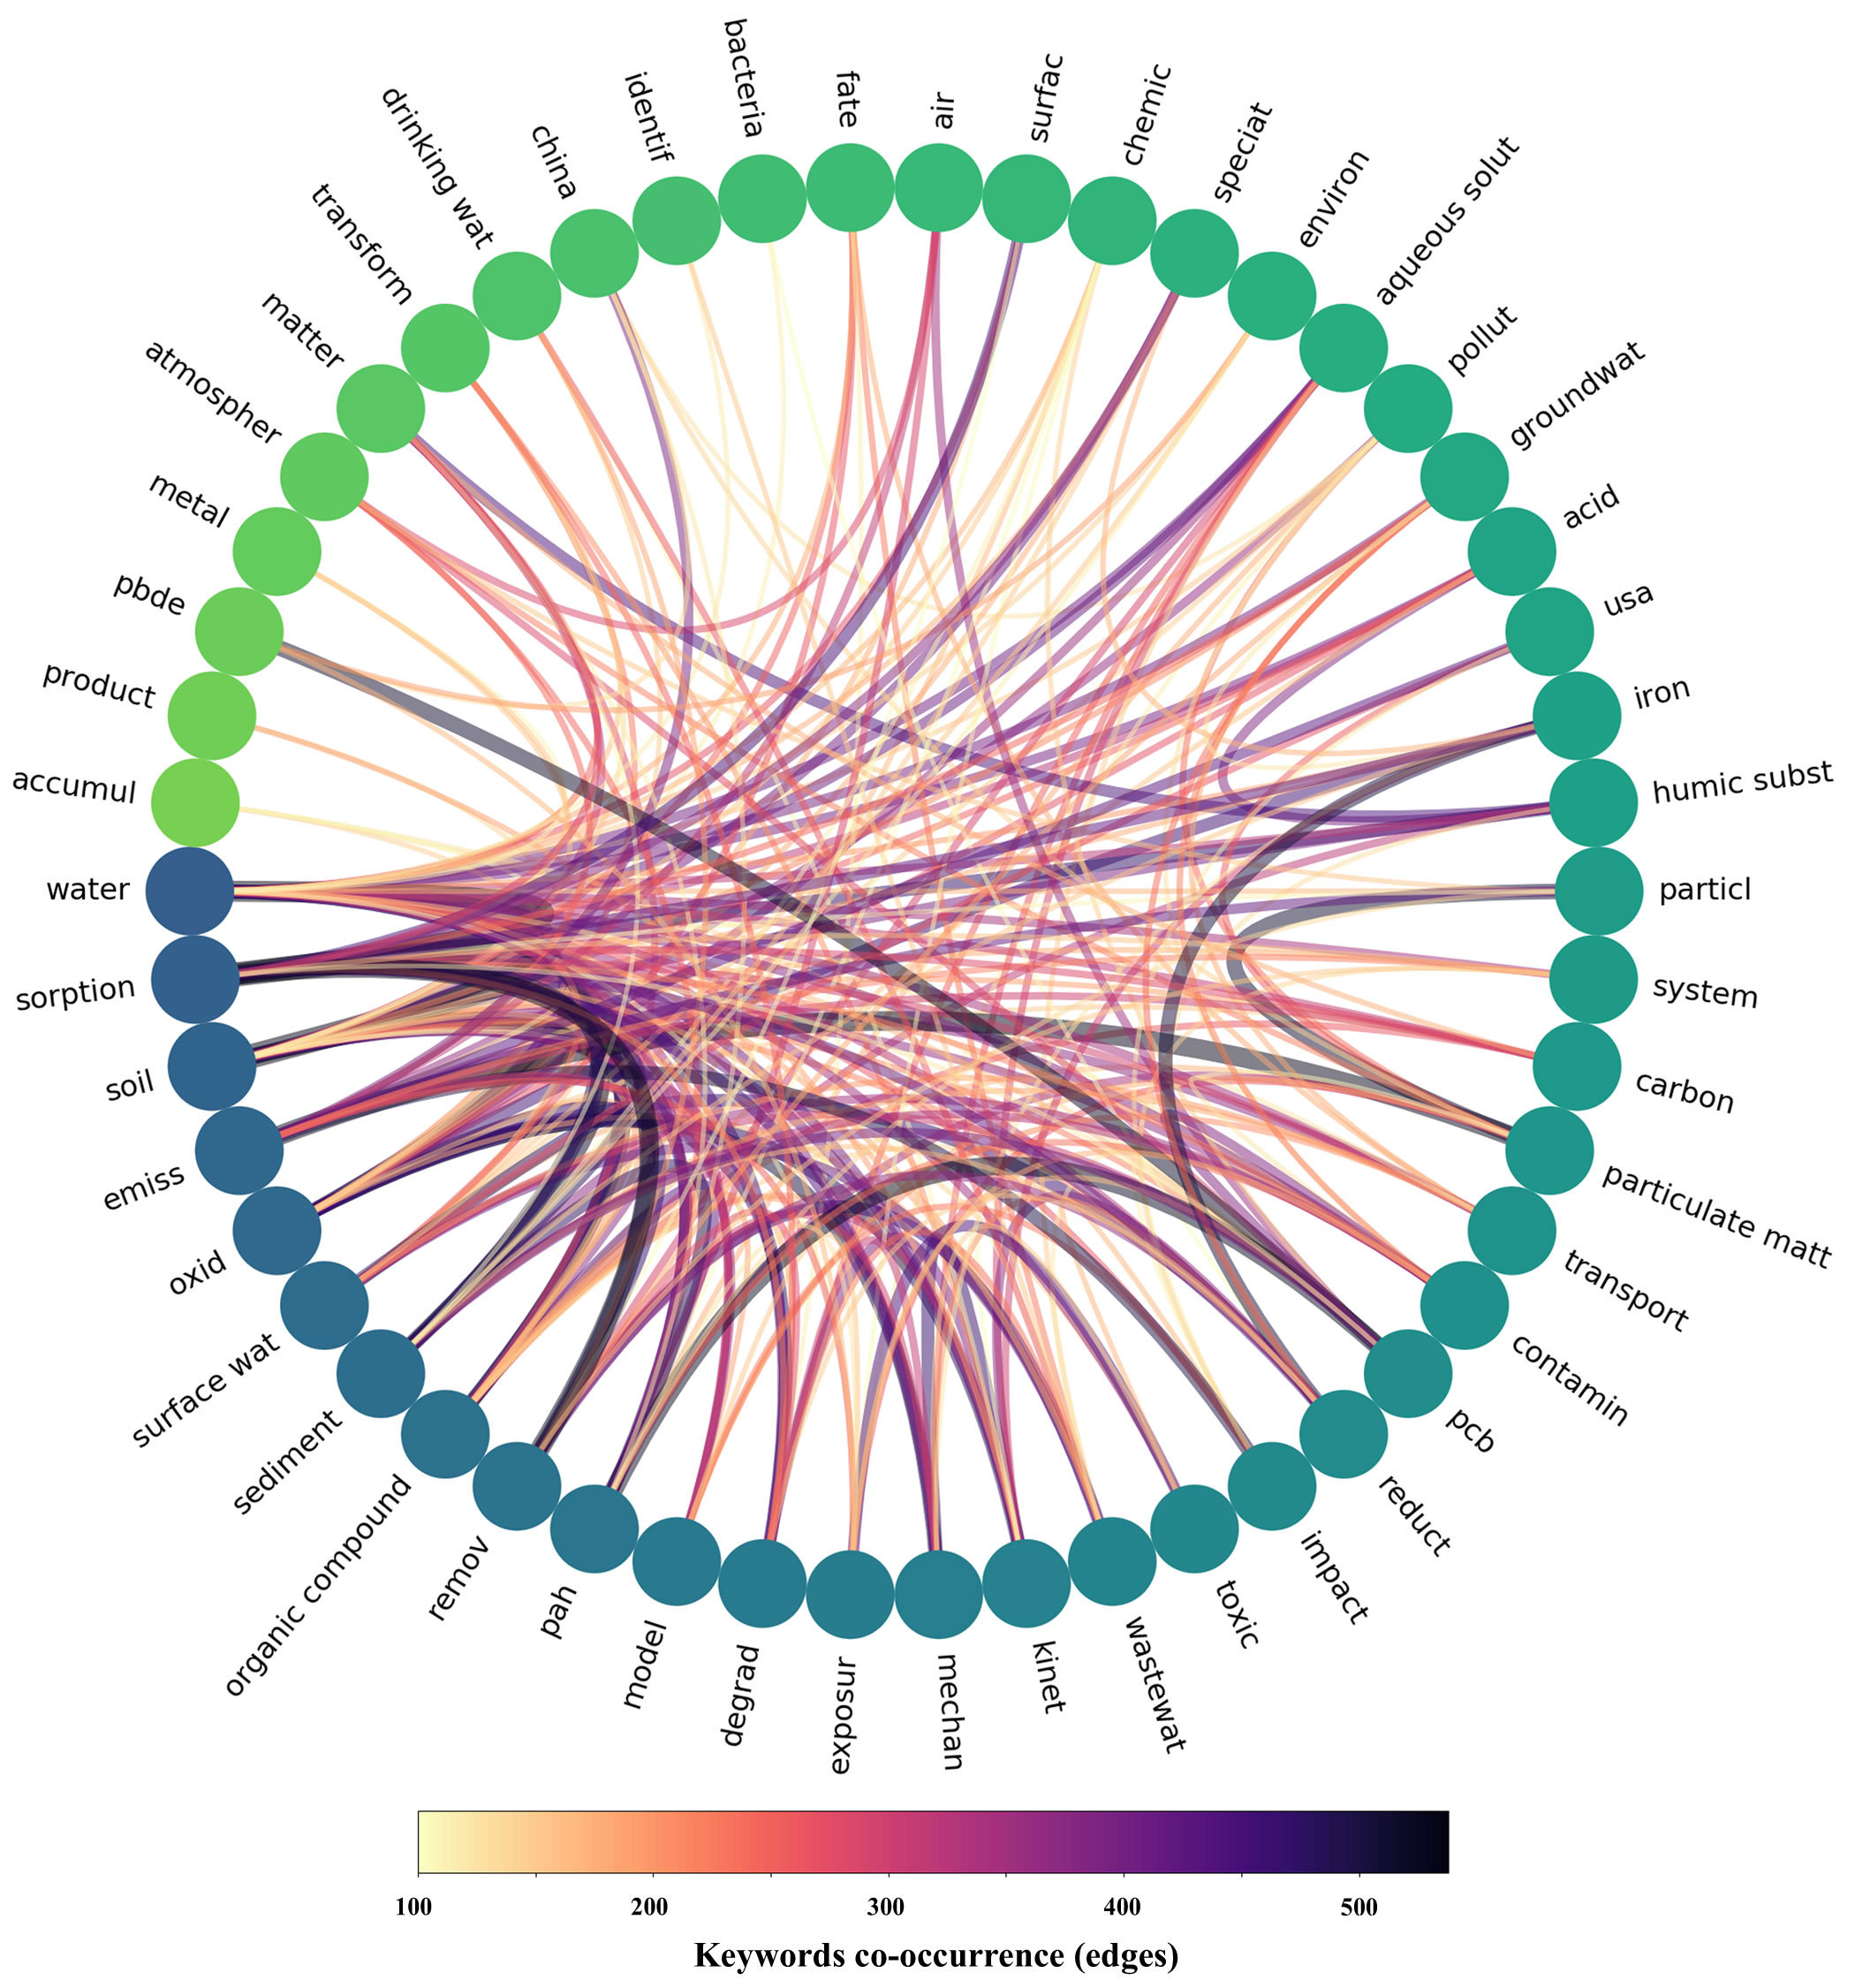 bacteria
fate
air
surfac
chemic
speciat
environ
aqueous solut
pollut
groundwat
acid
usa
iron
humic subst
particl
system
carbon
particulate matt
transport
contamin
pcb
reduct
impact
toxic
wastewat
kinet
mechan
exposur
degrad
model
pah
remov
organic compound
sediment
surface wat
oxid
emiss
soil
sorption
water
accumul
product
pbde
metal
atmospher
matter
transform
drinking wat
china
identif
100 200 300 400 500
Keywords co-occurrence (edges)